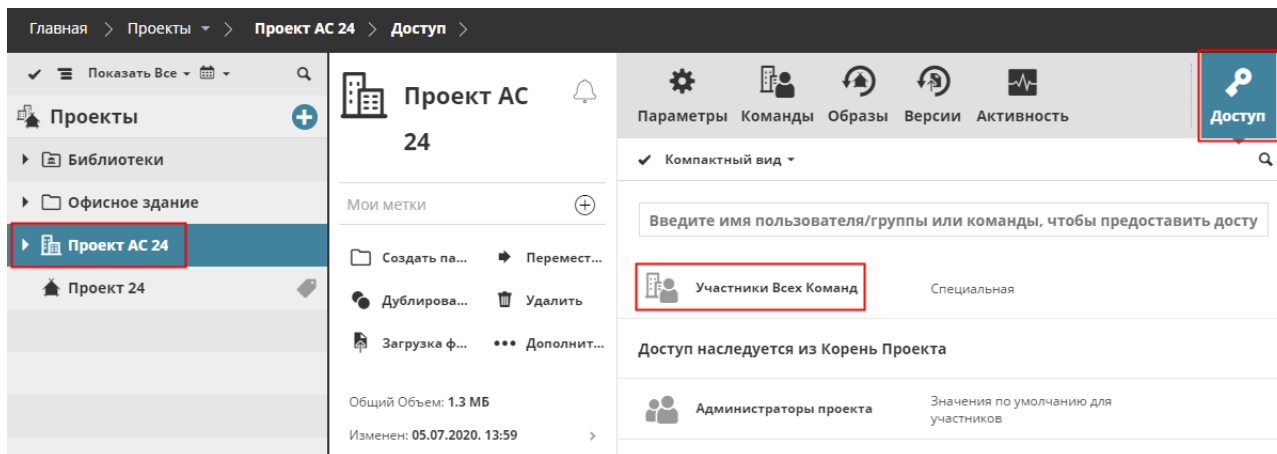 Главная > Проекты > Проект АС 24 > Доступ >
Показать Все
Проекты
Библиотеки
Офисное здание
Проект АС 24
Проект 24
Проект АС
24
Мои метки
Создать па... Перемест...
Дублирова... Удалить
Загрузка ф... Дополнит...
Общий Объем: 1.3 МБ
Изменен: 05.07.2020. 13:59 >
Параметры Команды Образы Версии Активность Доступ
Компактный вид
Введите имя пользователя/группы или команды, чтобы предоставить досту
Участники Всех Команд Специальная
Доступ наследуется из Корень Проекта
Администраторы проекта Значения по умолчанию для
участников